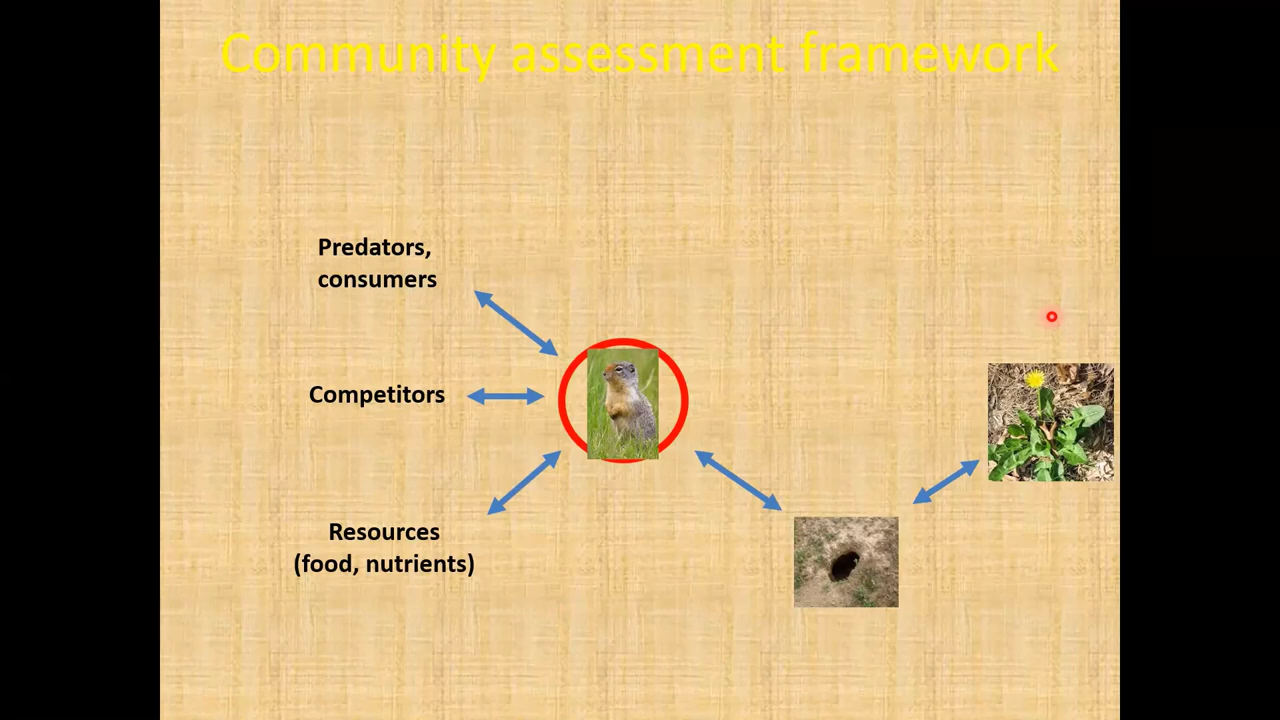 Community assessment framework
Predators,
consumers
Competitors
Resources
(food, nutrients)